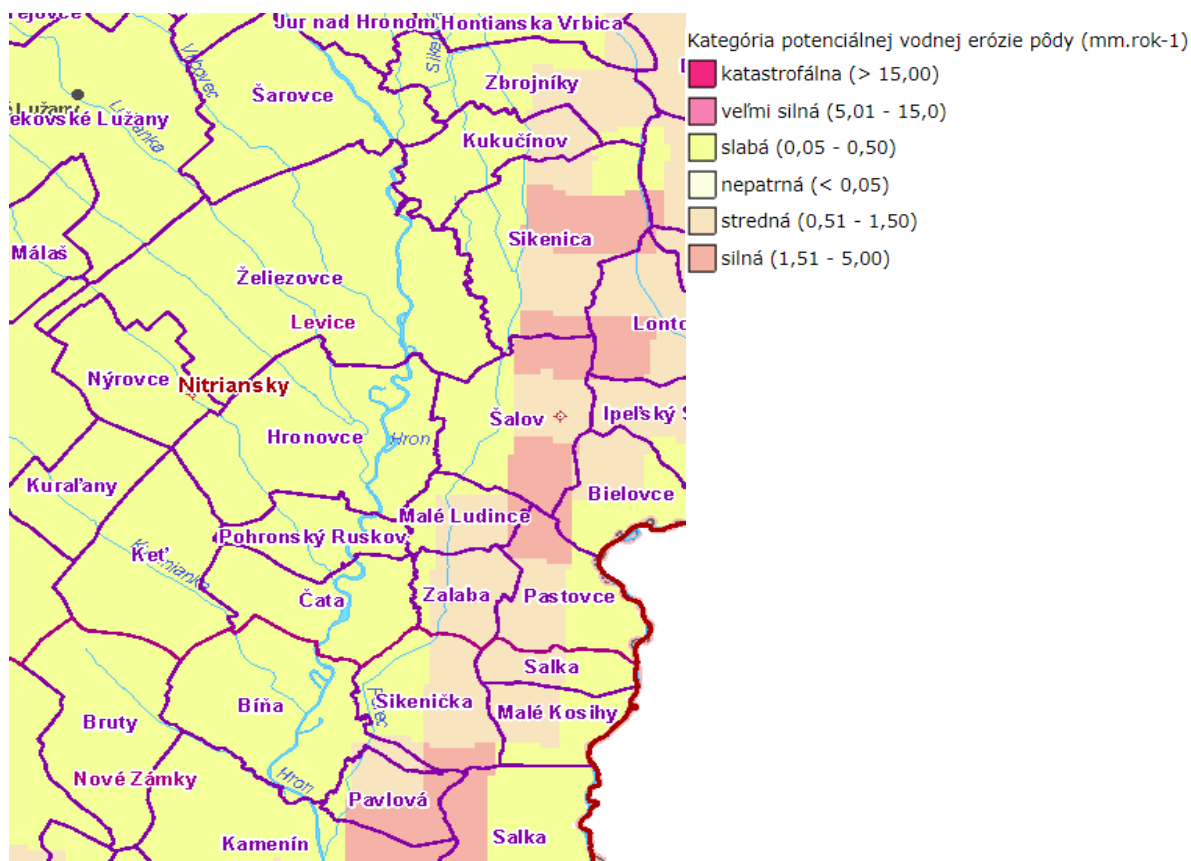 Jur nad Hronom
Hontianska Vrbica
Kategória potenciálnej vodnej erózie pôdy (mm.rok-1)
katastrofálna (> 15,00)
veľmi silná (5,01 - 15,0)
slabá (0,05 - 0,50)
nepatrná (< 0,05)
stredná (0,51 - 1,50)
silná (1,51 - 5,00)
Zbrojníky
Šarovce
ekovské Lužany
Kukučínov
Sikenica
Málaš
Želiezovce
Levice
Nýrovce
Nitriansky
Šalov
Ipeľský S
Hronovce
Hron
Kuraľany
Bielovce
Malé Ludince
Pohronský Ruskov
Keť
Čata
Zalaba
Pastovce
Salka
Bíňa
Sikenička
Malé Kosihy
Bruty
Nové Zámky
Hron
Pavlová
Kamenín
Salka